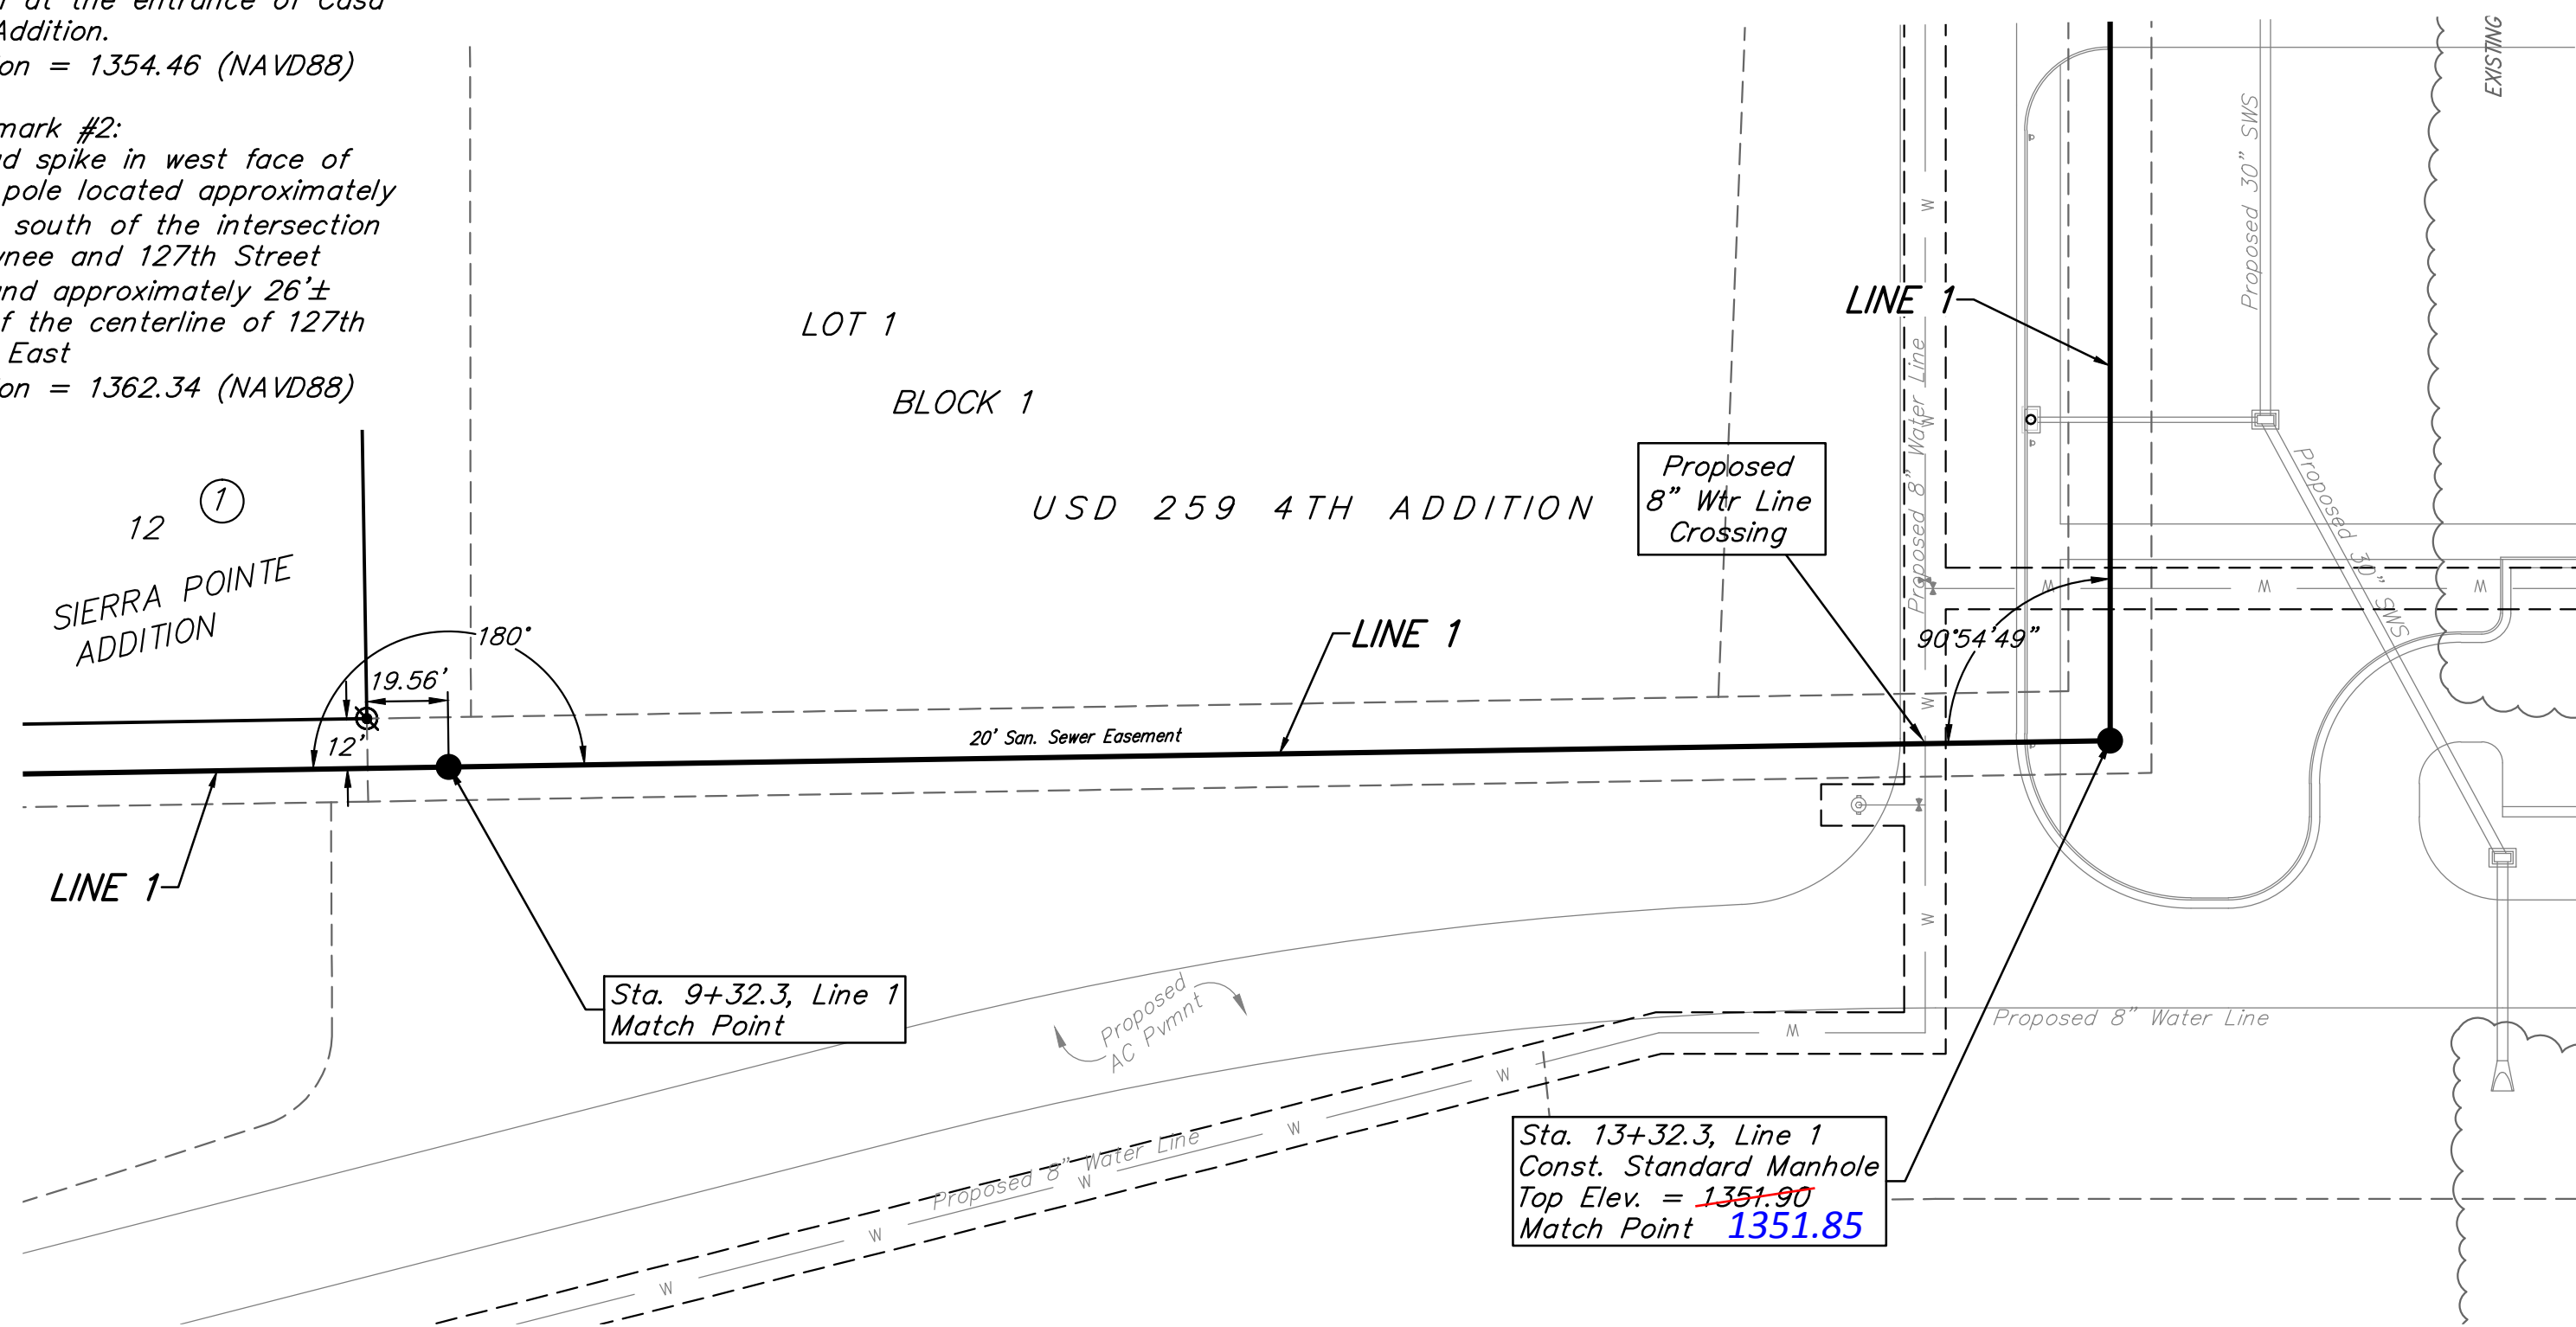 at the entrance of Casa
Addition.
on = 1354.46 (NAVD88)
mark #2:
d spike in west face of
pole located approximately
south of the intersection
nee and 127th Street
nd approximately 26'±
f the centerline of 127th
East
on = 1362.34 (NAVD88)
LOT 1
BLOCK 1
USD 259 4TH ADDITION
12
1
SIERRA POINTE
ADDITION
180°
19.56'
12'
LINE 1
Sta. 9+32.3, Line 1
Match Point
20' San. Sewer Easement
LINE 1
Proposed
8" Wtr Line
Crossing
Proposed 8" Water Line
W
W
W
W
W
LINE 1
90°54'49"
W
W
W
Proposed 30" SWS
Proposed 30" SWS
EXISTING
Proposed
AC Pvmnt
Proposed 8" Water Line
W
W
W
W
W
W
Proposed 8" Water Line
Sta. 13+32.3, Line 1
Const. Standard Manhole
Top Elev. = 1351.90
Match Point 1351.85